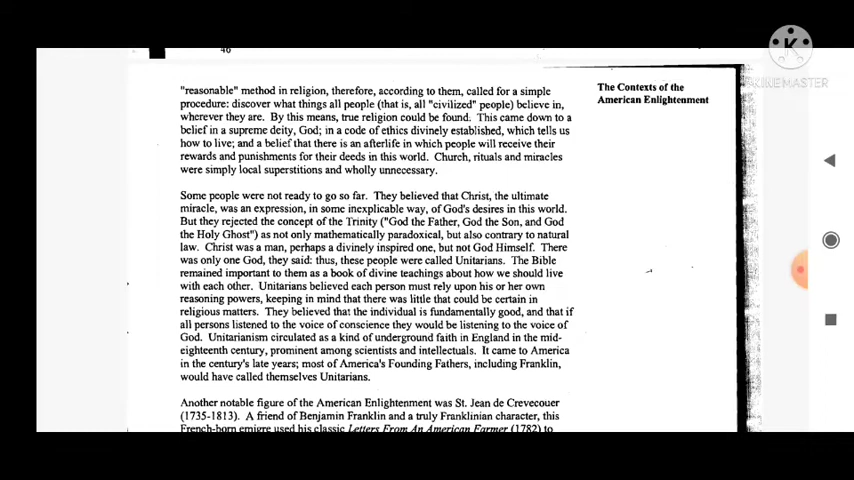 46
"reasonable" method in religion, therefore, according to them, called for a simple
procedure: discover what things all people (that is, all "civilized" people) believe in,
wherever they are. By this means, true religion could be found. This came down to a
belief in a supreme deity, God; in a code of ethics divinely established, which tells us
how to live; and a belief that there is an afterlife in which people will receive their
rewards and punishments for their deeds in this world. Church, rituals and miracles
were simply local superstitions and wholly unnecessary.
The Contexts of the
American Enlightenment
KINEMASTER
Some people were not ready to go so far. They believed that Christ, the ultimate
miracle, was an expression, in some inexplicable way, of God's desires in this world.
But they rejected the concept of the Trinity ("God the Father, God the Son, and God
the Holy Ghost") as not only mathematically paradoxical, but also contrary to natural
law. Christ was a man, perhaps a divinely inspired one, but not God Himself. There
was only one God, they said: thus, these people were called Unitarians. The Bible
remained important to them as a book of divine teachings about how we should live
with each other. Unitarians believed each person must rely upon his or her own
reasoning powers, keeping in mind that there was little that could be certain in
religious matters. They believed that the individual is fundamentally good, and that if
all persons listened to the voice of conscience they would be listening to the voice of
God. Unitarianism circulated as a kind of underground faith in England in the mid-
eighteenth century, prominent among scientists and intellectuals. It came to America
in the century's late years; most of America's Founding Fathers, including Franklin,
would have called themselves Unitarians.
Another notable figure of the American Enlightenment was St. Jean de Crevecouer
(1735-1813). A friend of Benjamin Franklin and a truly Franklinian character, this
French-born emigre used his classic Letters From An American Farmer (1782) to